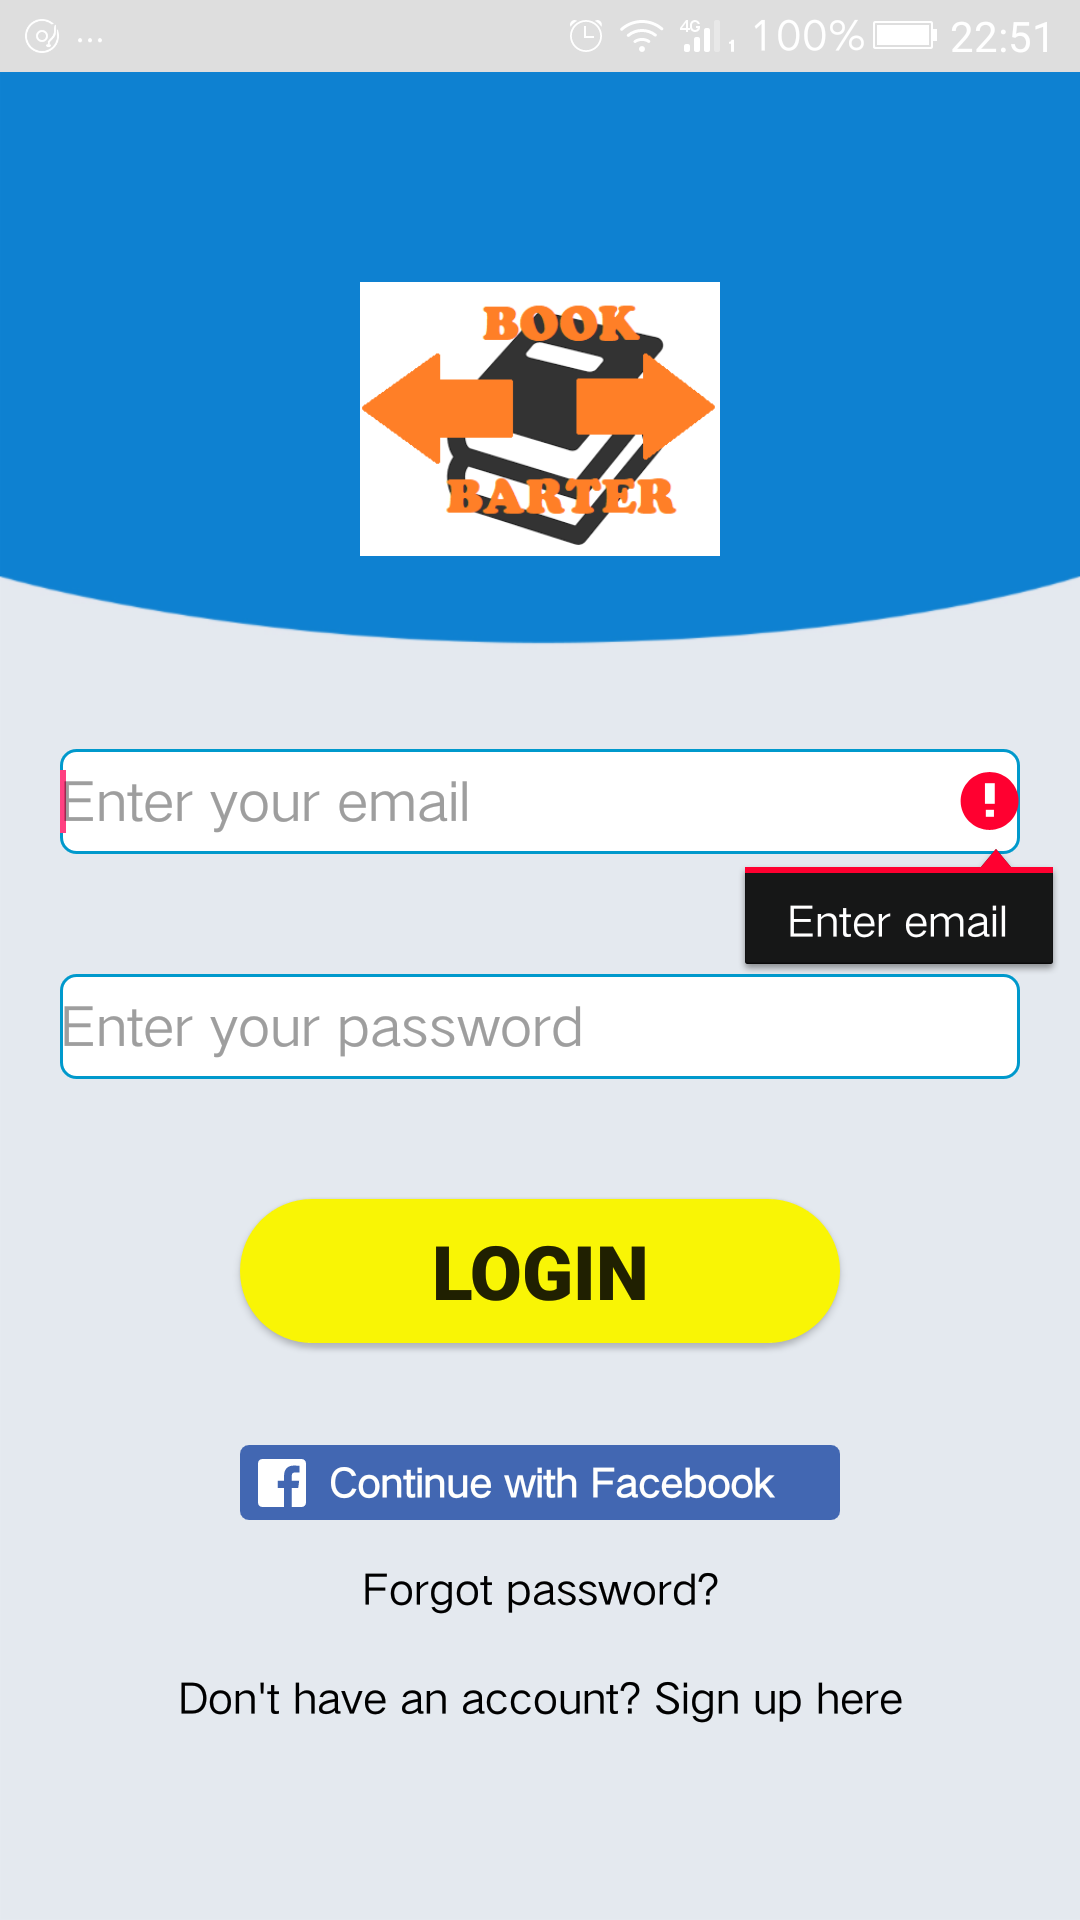 ... 4G 1 100% 22:51
BOOK
BARTER
Enter your email
Enter email
Enter your password
LOGIN
Continue with Facebook
Forgot password?
Don't have an account? Sign up here